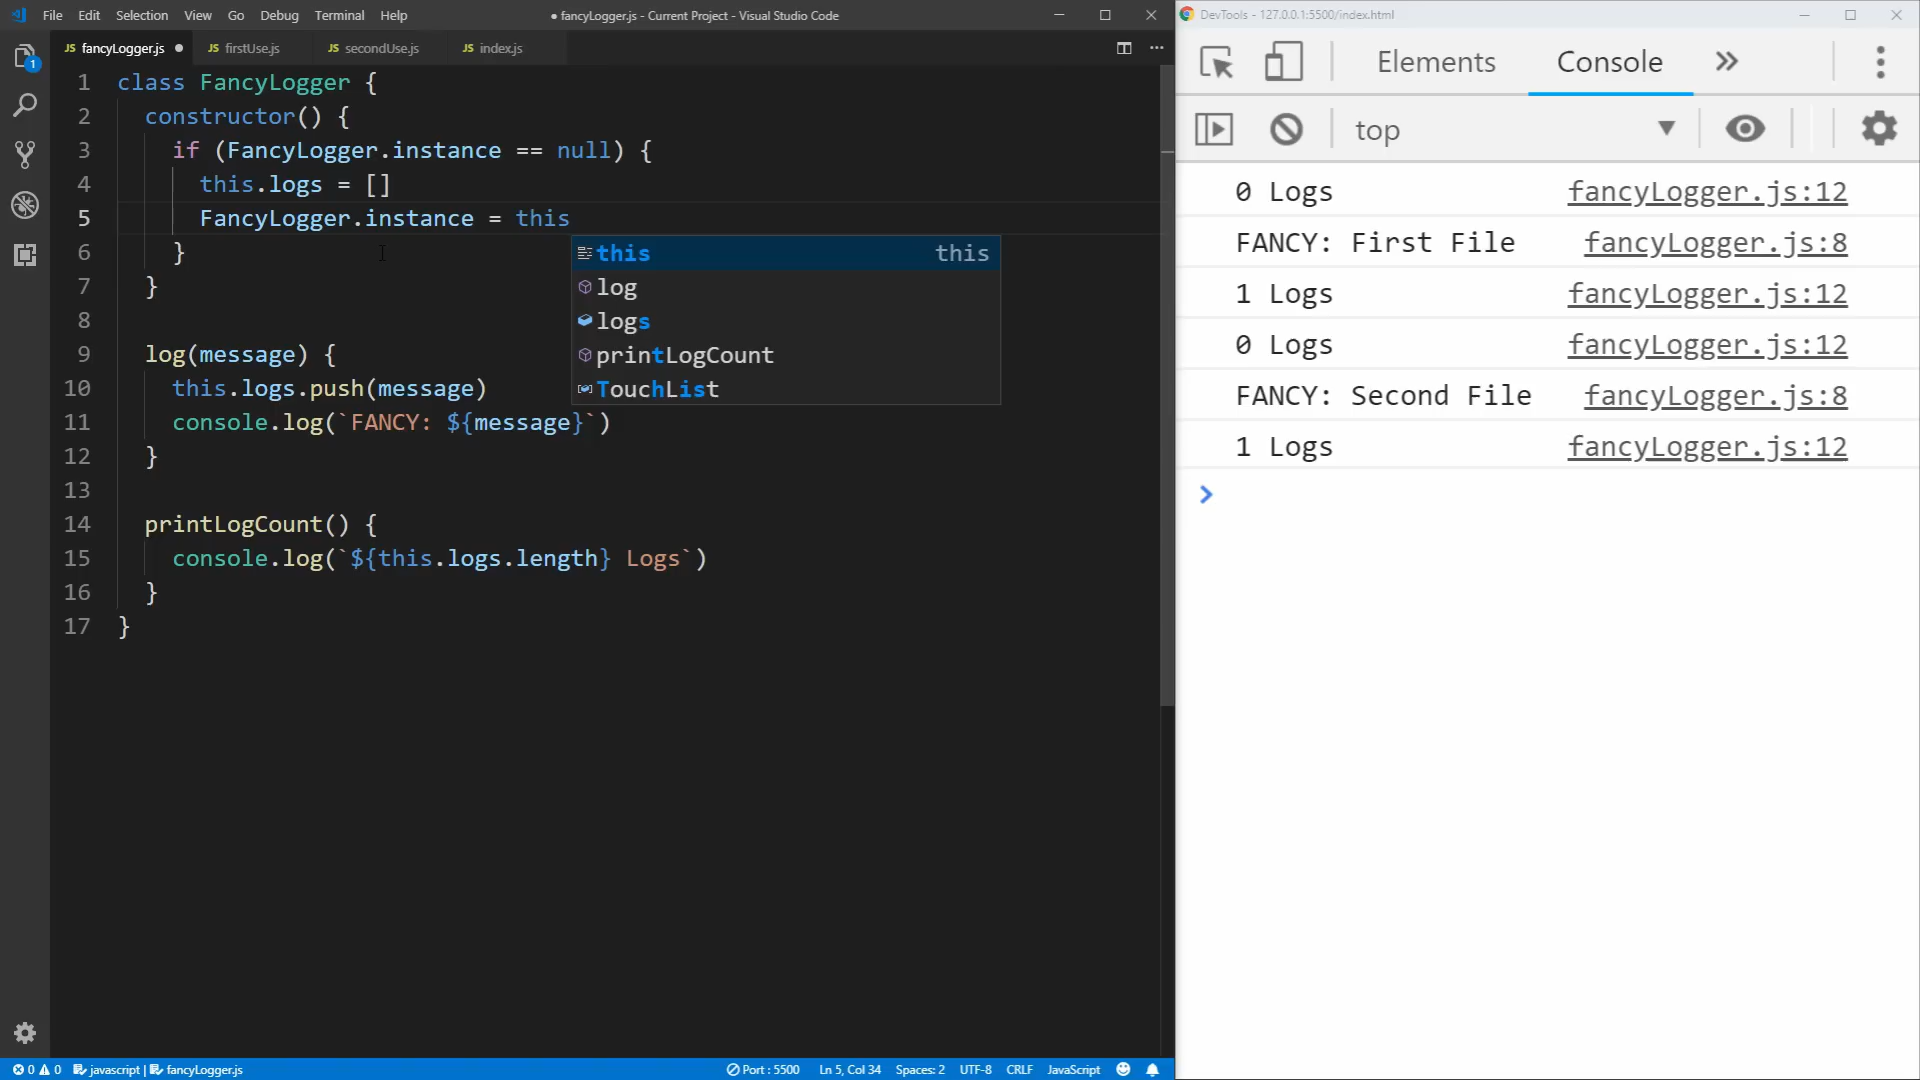 File Edit Selection View Go Debug Terminal Help
● fancyLogger.js - Current Project - Visual Studio Code
DevTools - 127.0.0.1:5500/index.html
1
JS fancyLogger.js ●
JS firstUse.js
JS secondUse.js
JS index.js
1 class FancyLogger {
2 constructor() {
3 if (FancyLogger.instance == null) {
4 this.logs = []
5 FancyLogger.instance = this
6 }
7 }
8
9 log(message) {
10 this.logs.push(message)
11 console.log(`FANCY: ${message}`)
12 }
13
14 printLogCount() {
15 console.log(`${this.logs.length} Logs`)
16 }
17 }
this this
log
logs
printLogCount
TouchList
Elements Console »
top
0 Logs fancyLogger.js:12
FANCY: First File fancyLogger.js:8
1 Logs fancyLogger.js:12
0 Logs fancyLogger.js:12
FANCY: Second File fancyLogger.js:8
1 Logs fancyLogger.js:12
0 0 javascript | fancyLogger.js Port : 5500 Ln 5, Col 34 Spaces: 2 UTF-8 CRLF JavaScript